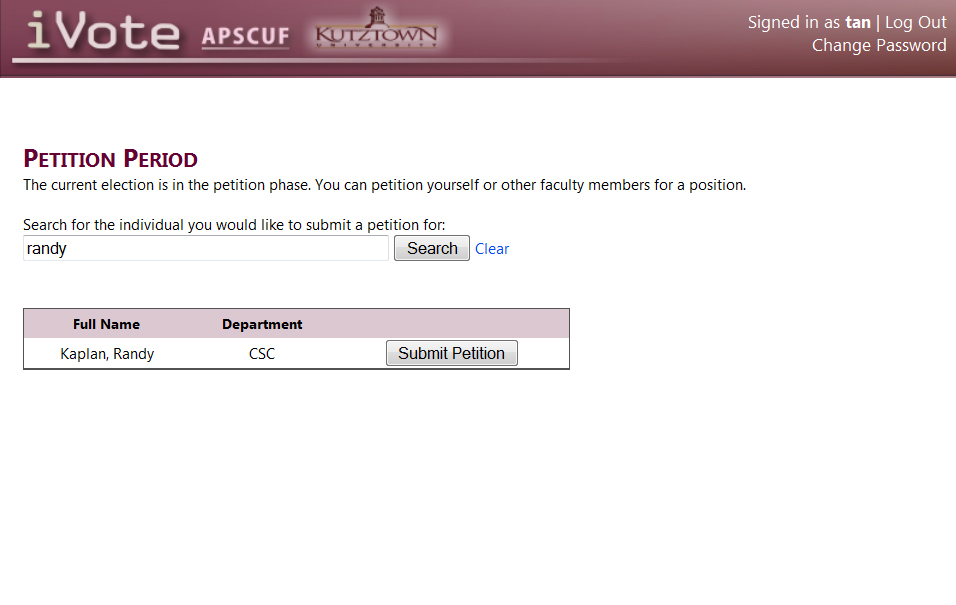 iVote APSCUF KUTZTOWN UNIVERSITY
Signed in as tan | Log Out
Change Password
PETITION PERIOD
The current election is in the petition phase. You can petition yourself or other faculty members for a position.
Search for the individual you would like to submit a petition for:
randy Search Clear
Full Name Department
Kaplan, Randy CSC Submit Petition